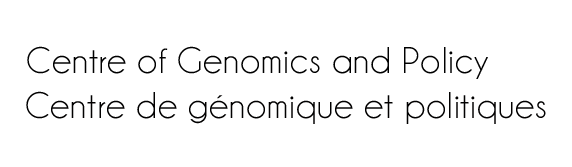 Centre of Genomics and Policy
Centre de génomique et politiques